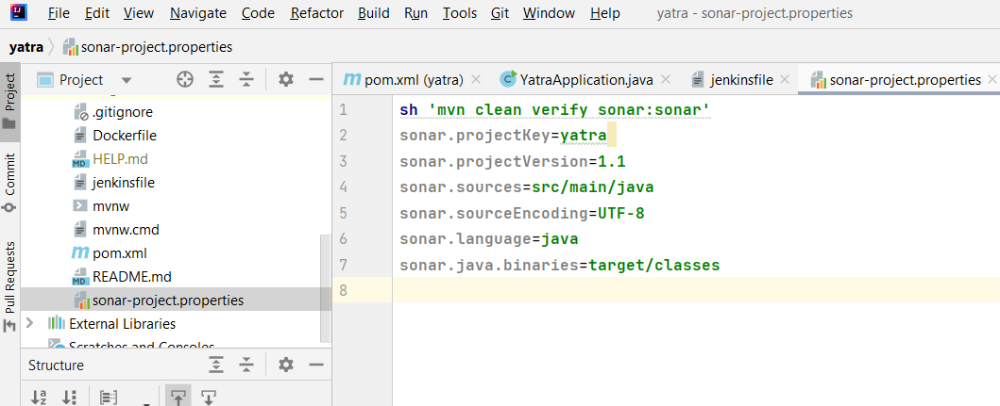 File Edit View Navigate Code Refactor Build Run Tools Git Window Help yatra - sonar-project.properties
yatra sonar-project.properties
Project
pom.xml (yatra) YatraApplication.java jenkinsfile sonar-project.properties
Project
Commit
Pull Requests
.gitignore
Dockerfile
HELP.md
jenkinsfile
mvnw
mvnw.cmd
pom.xml
README.md
sonar-project.properties
External Libraries
Scratches and Consoles
Structure
1 sh 'mvn clean verify sonar:sonar'
2 sonar.projectKey=yatra
3 sonar.projectVersion=1.1
4 sonar.sources=src/main/java
5 sonar.sourceEncoding=UTF-8
6 sonar.language=java
7 sonar.java.binaries=target/classes
8